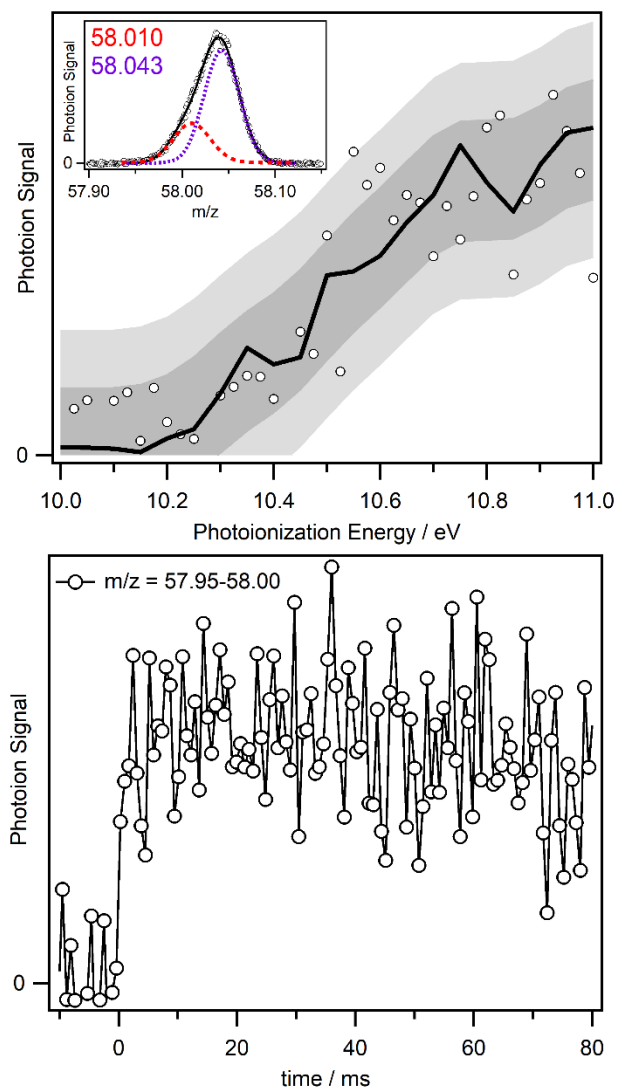 58.010
58.043
Photoion Signal
0
57.90 58.00 58.10
m/z
Photoion Signal
0
10.0 10.2 10.4 10.6 10.8 11.0
Photoionization Energy / eV
m/z = 57.95-58.00
Photoion Signal
0
0 20 40 60 80
time / ms